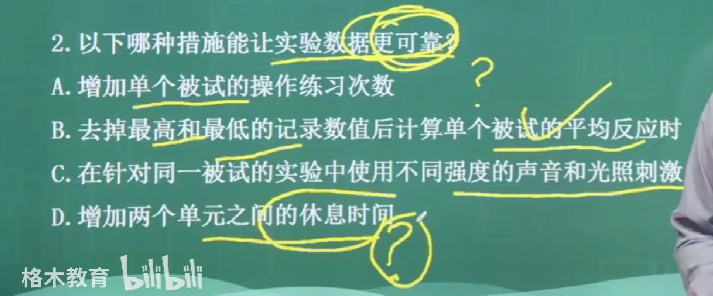 2.以下哪种措施能让实验数据更可靠?
?
A.增加单个被试的操作练习次数
B.去掉最高和最低的记录数值后计算单个被试的平均反应时
C.在针对同一被试的实验中使用不同强度的声音和光照刺激
D.增加两个单元之间的休息时间
?
格木教育 bilibili